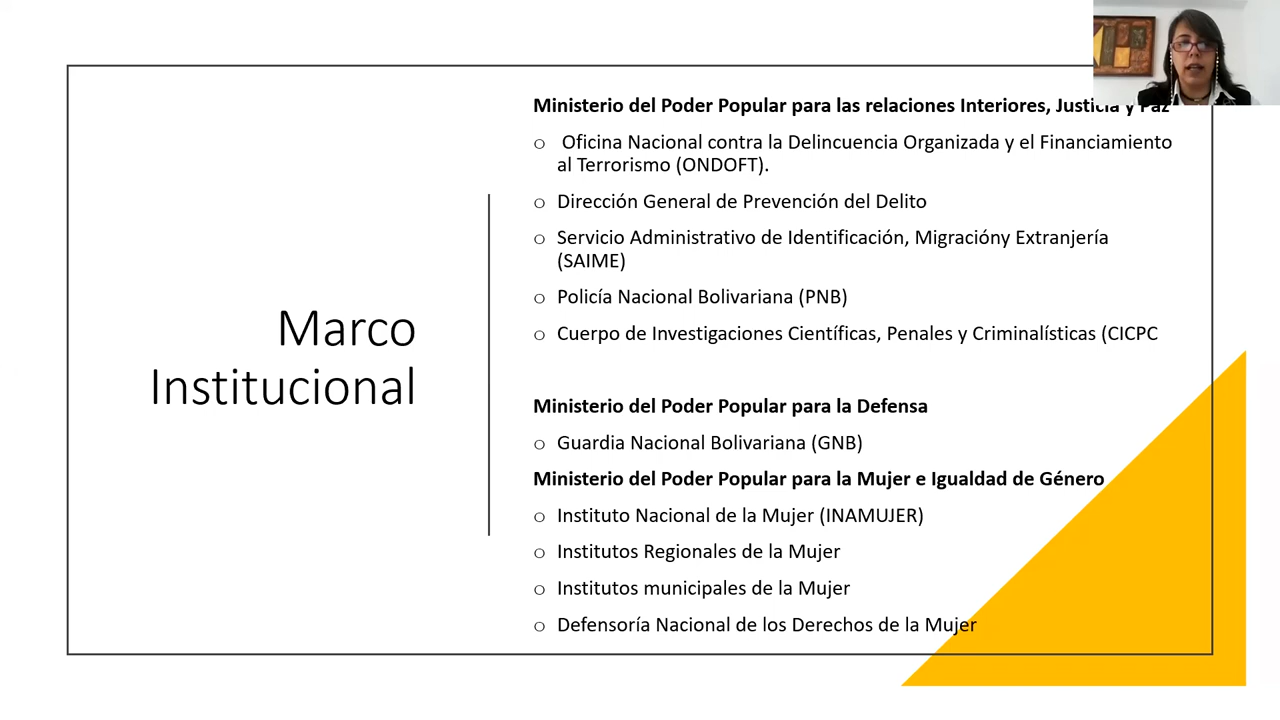 Marco
Institucional
Ministerio del Poder Popular para las relaciones Interiores, Justicia y Paz
Oficina Nacional contra la Delincuencia Organizada y el Financiamiento
al Terrorismo (ONDOFT).
Dirección General de Prevención del Delito
Servicio Administrativo de Identificación, Migracióny Extranjería
(SAIME)
Policía Nacional Bolivariana (PNB)
Cuerpo de Investigaciones Científicas, Penales y Criminalísticas (CICPC
Ministerio del Poder Popular para la Defensa
Guardia Nacional Bolivariana (GNB)
Ministerio del Poder Popular para la Mujer e Igualdad de Género
Instituto Nacional de la Mujer (INAMUJER)
Institutos Regionales de la Mujer
Institutos municipales de la Mujer
Defensoría Nacional de los Derechos de la Mujer